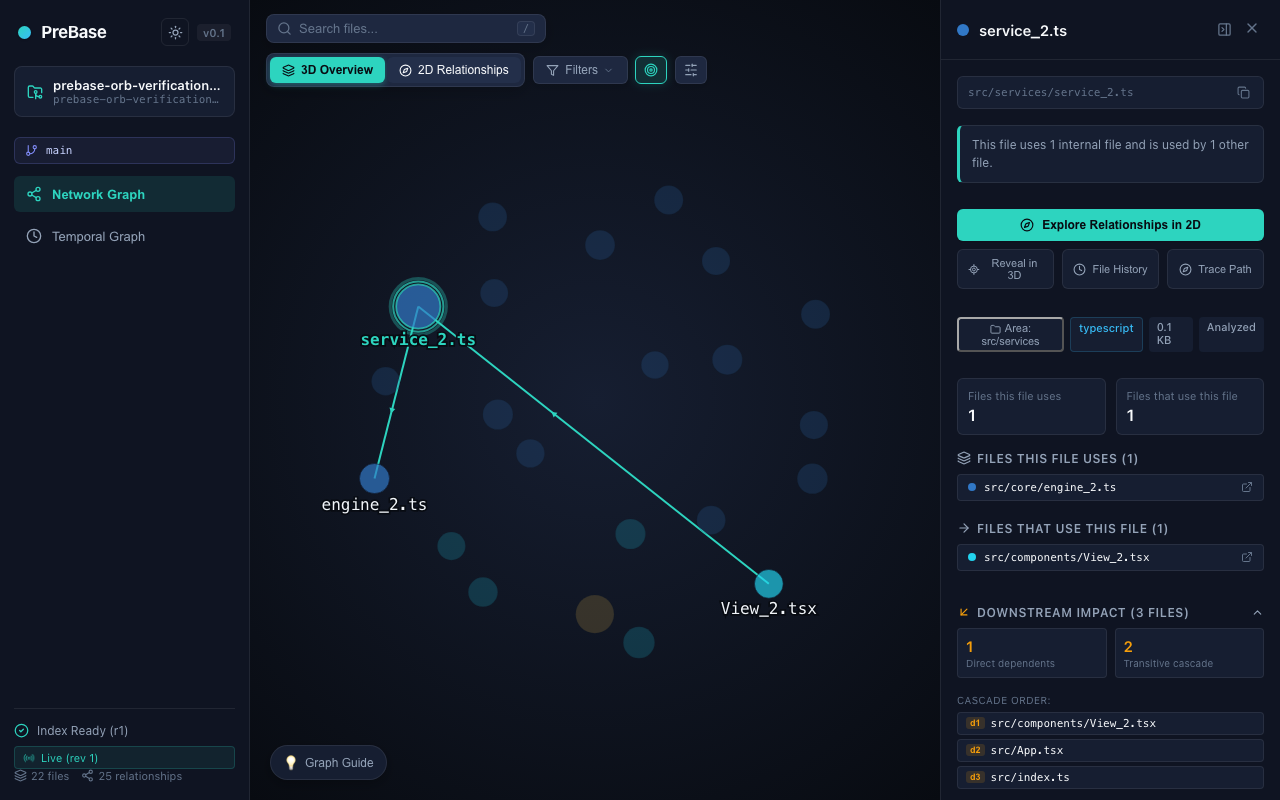 PreBase
v0.1
prebase-orb-verification...
prebase-orb-verification…
main
Network Graph
Temporal Graph
Index Ready (r1)
Live (rev 1)
22 files 25 relationships
Search files... /
3D Overview 2D Relationships Filters
service_2.ts
engine_2.ts
View_2.tsx
Graph Guide
service_2.ts
src/services/service_2.ts
This file uses 1 internal file and is used by 1 other
file.
Explore Relationships in 2D
Reveal in
3D
File History
Trace Path
Area:
src/services
typescript
0.1
KB
Analyzed
Files this file uses
1
Files that use this file
1
FILES THIS FILE USES (1)
src/core/engine_2.ts
FILES THAT USE THIS FILE (1)
src/components/View_2.tsx
DOWNSTREAM IMPACT (3 FILES)
1
Direct dependents
2
Transitive cascade
CASCADE ORDER:
d1 src/components/View_2.tsx
d2 src/App.tsx
d3 src/index.ts